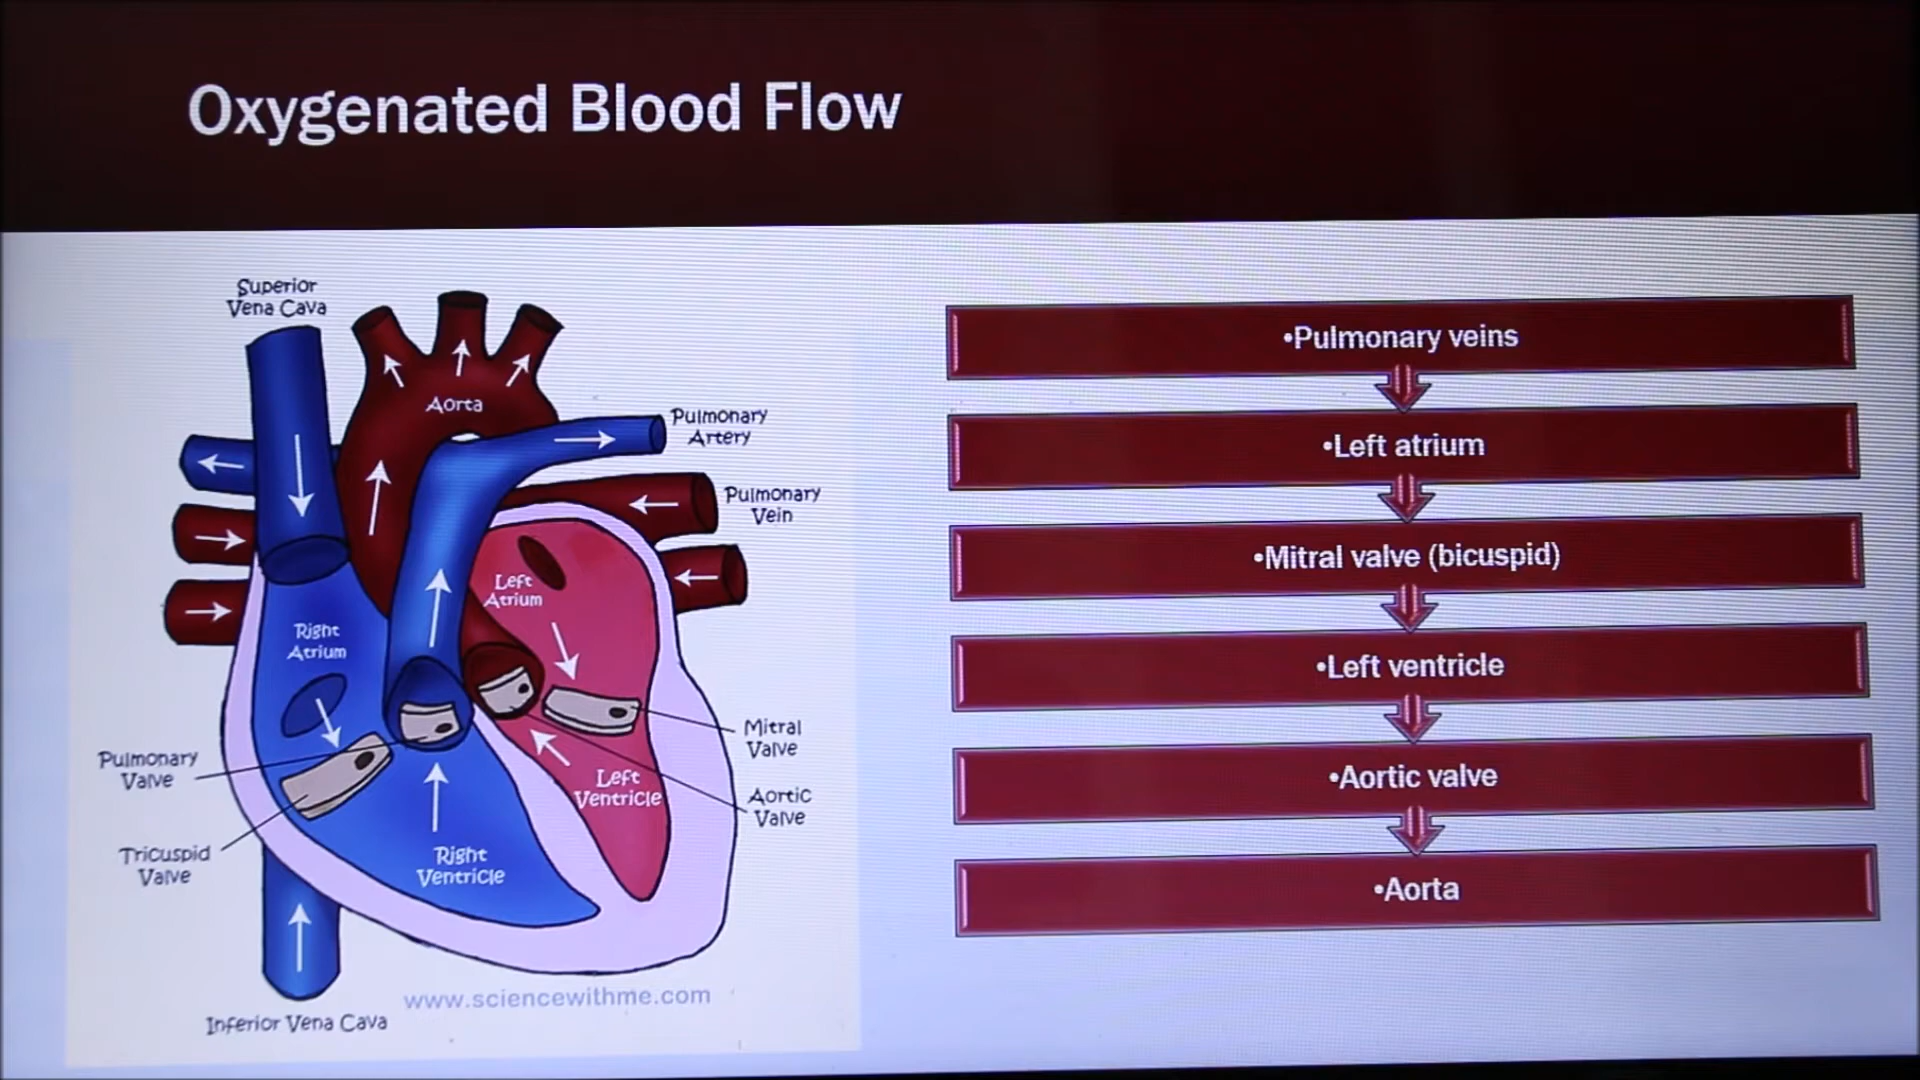 Oxygenated Blood Flow
Superior
Vena Cava
Aorta
Pulmonary
Artery
Pulmonary
Vein
Left
Atrium
Right
Atrium
Mitral
Valve
Pulmonary
Valve
Left
Ventricle
Aortic
Valve
Tricuspid
Valve
Right
Ventricle
www.sciencewithme.com
Inferior Vena Cava
•Pulmonary veins
•Left atrium
•Mitral valve (bicuspid)
•Left ventricle
•Aortic valve
•Aorta